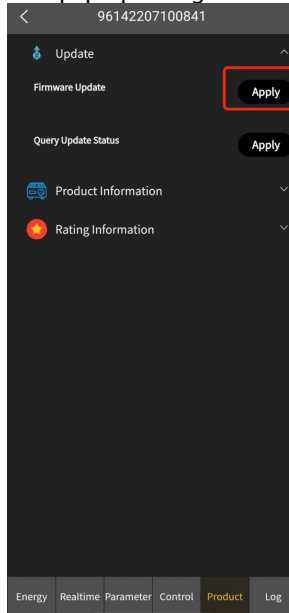 96142207100841
Update
Firmware Update
Apply
Query Update Status
Apply
Product Information
Rating Information
Energy Realtime Parameter Control Product Log